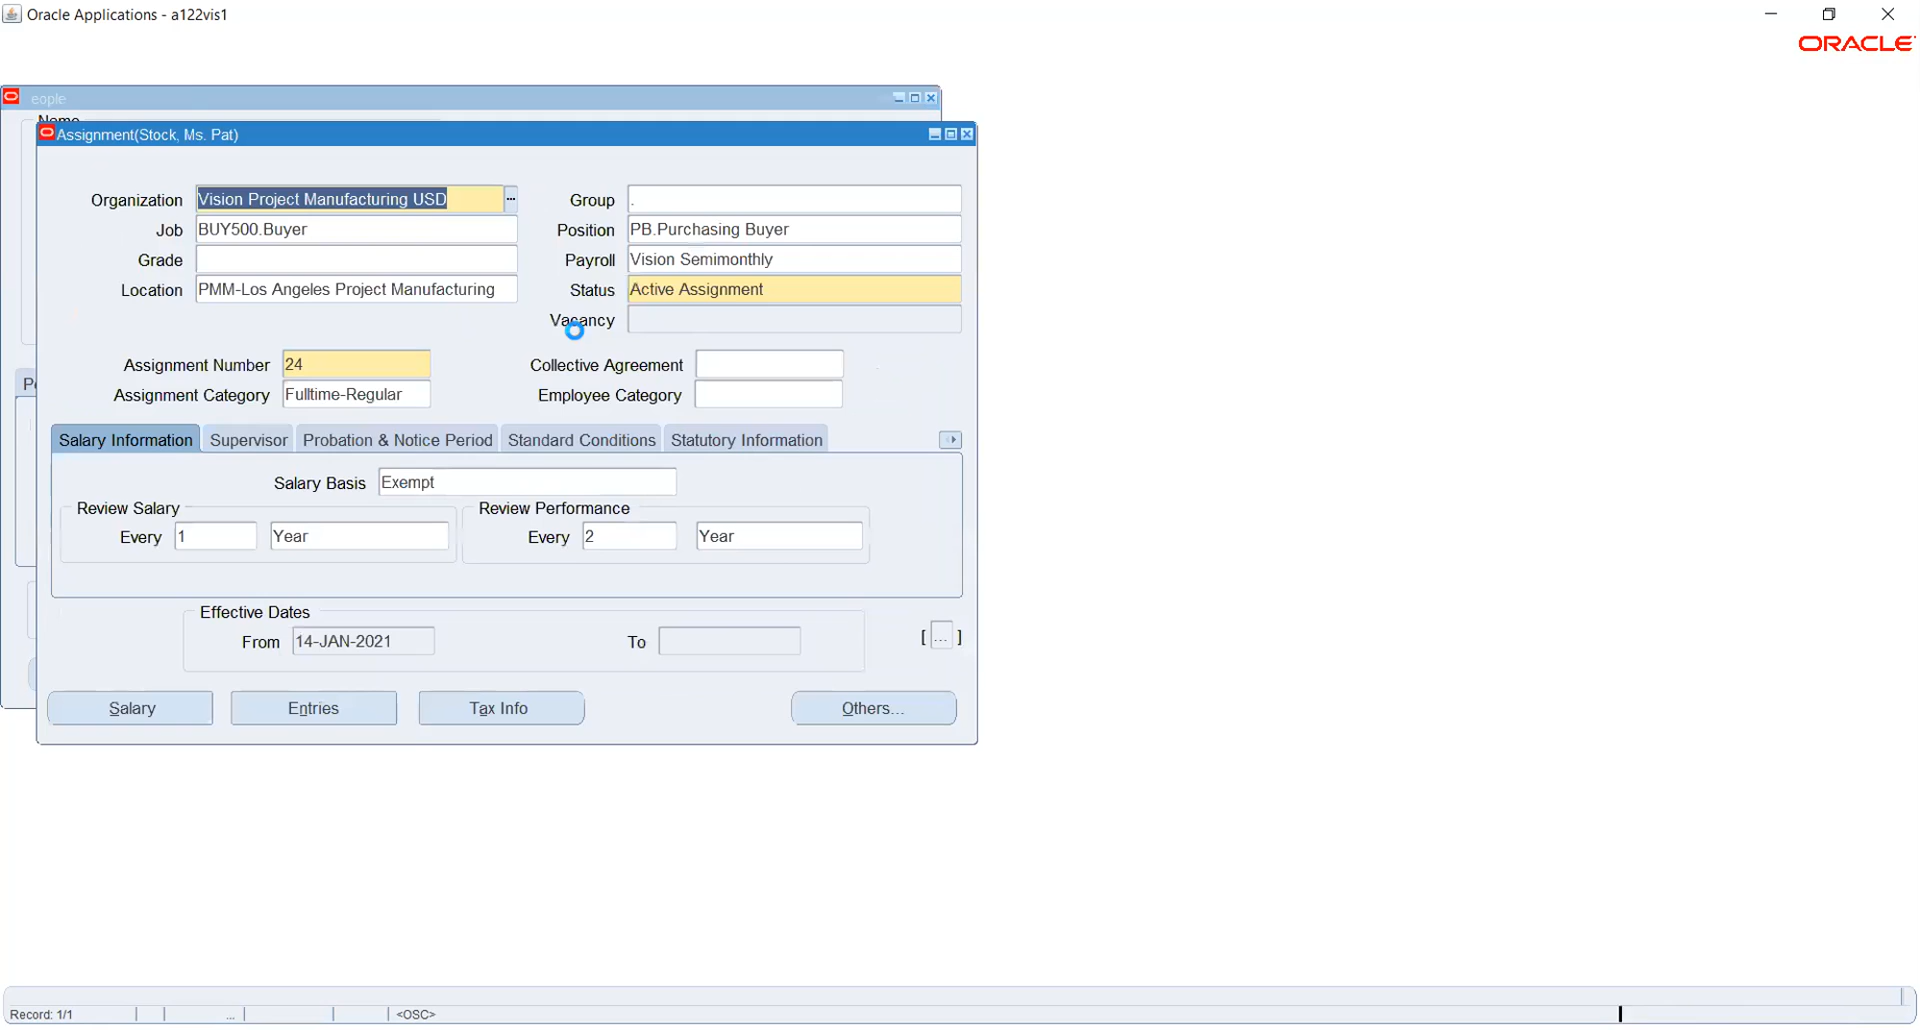 Oracle Applications - a122vis1
ORACLE
eople
Name
Assignment(Stock, Ms. Pat)
Organization Vision Project Manufacturing USD ... Group .
Job BUY500.Buyer Position PB.Purchasing Buyer
Grade Payroll Vision Semimonthly
Location PMM-Los Angeles Project Manufacturing Status Active Assignment
Vacancy
Assignment Number 24 Collective Agreement
Assignment Category Fulltime-Regular Employee Category
Pe
Salary Information Supervisor Probation & Notice Period Standard Conditions Statutory Information
Salary Basis Exempt
Review Salary Review Performance
Every 1 Year Every 2 Year
Effective Dates
From 14-JAN-2021 To [ ... ]
Salary Entries Tax Info Others...
Record: 1/1 ... <OSC>